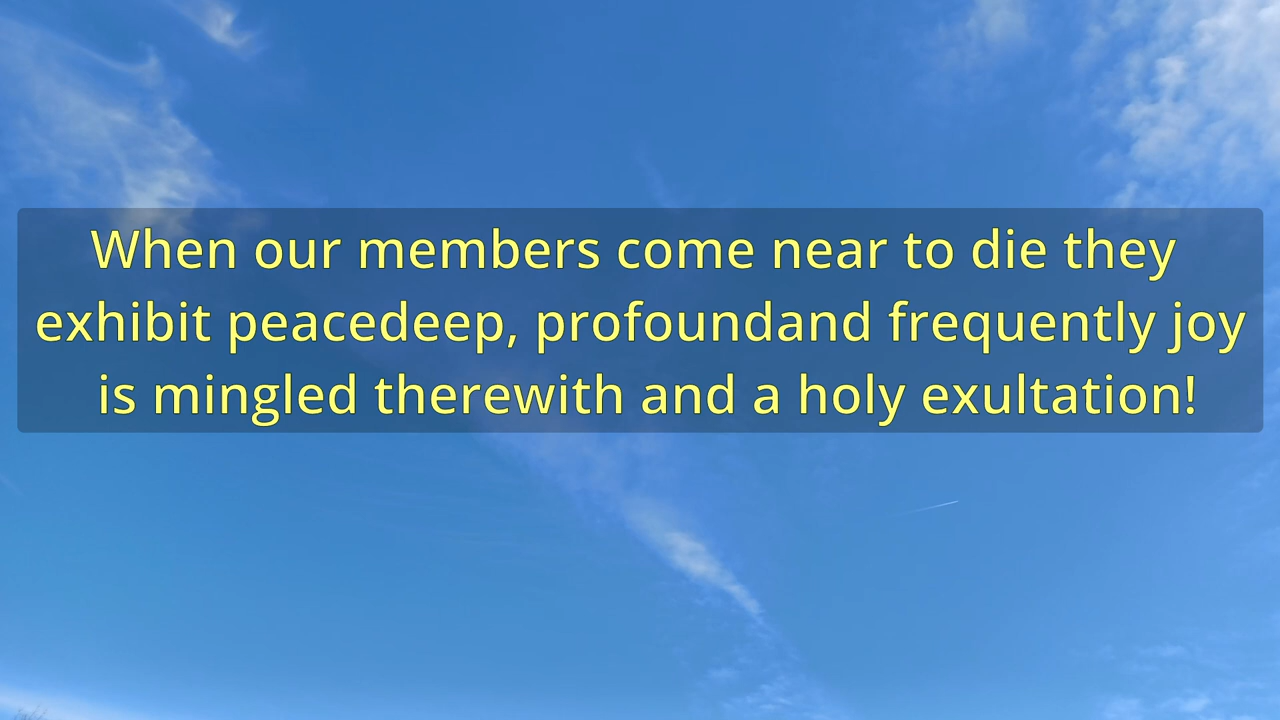 When our members come near to die they
exhibit peacedeep, profoundand frequently joy
is mingled therewith and a holy exultation!